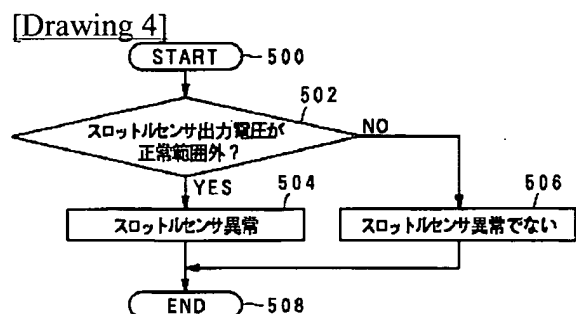 [Drawing 4]
START
500
502
スロットルセンサ出力電圧が
正常範囲外?
NO
YES
504
506
スロットルセンサ異常
スロットルセンサ異常でない
END
508